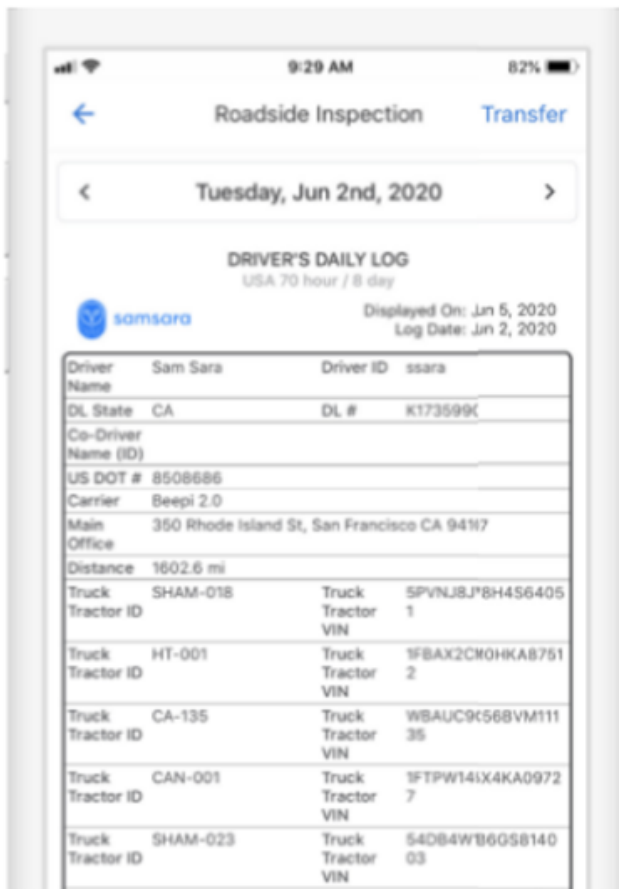 9:29 AM 82%
Roadside Inspection Transfer
Tuesday, Jun 2nd, 2020
DRIVER'S DAILY LOG
USA 70 hour / 8 day
samsara
Displayed On: Jun 5, 2020
Log Date: Jun 2, 2020
Driver Name Sam Sara Driver ID ssara
DL State CA DL #
Co-Driver
Name (ID)
US DOT # 8508686
Carrier Beepi 2.0
Main Office 350 Rhode Island St, San Francisco CA
Distance 1602.6 mi
Truck Tractor ID SHAM-018 Truck Tractor VIN
Truck Tractor ID HT-001 Truck Tractor VIN
Truck Tractor ID CA-135 Truck Tractor VIN
Truck Tractor ID CAN-001 Truck Tractor VIN
Truck Tractor ID SHAM-023 Truck Tractor VIN